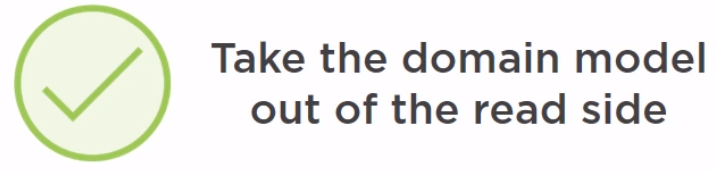 Take the domain model
out of the read side